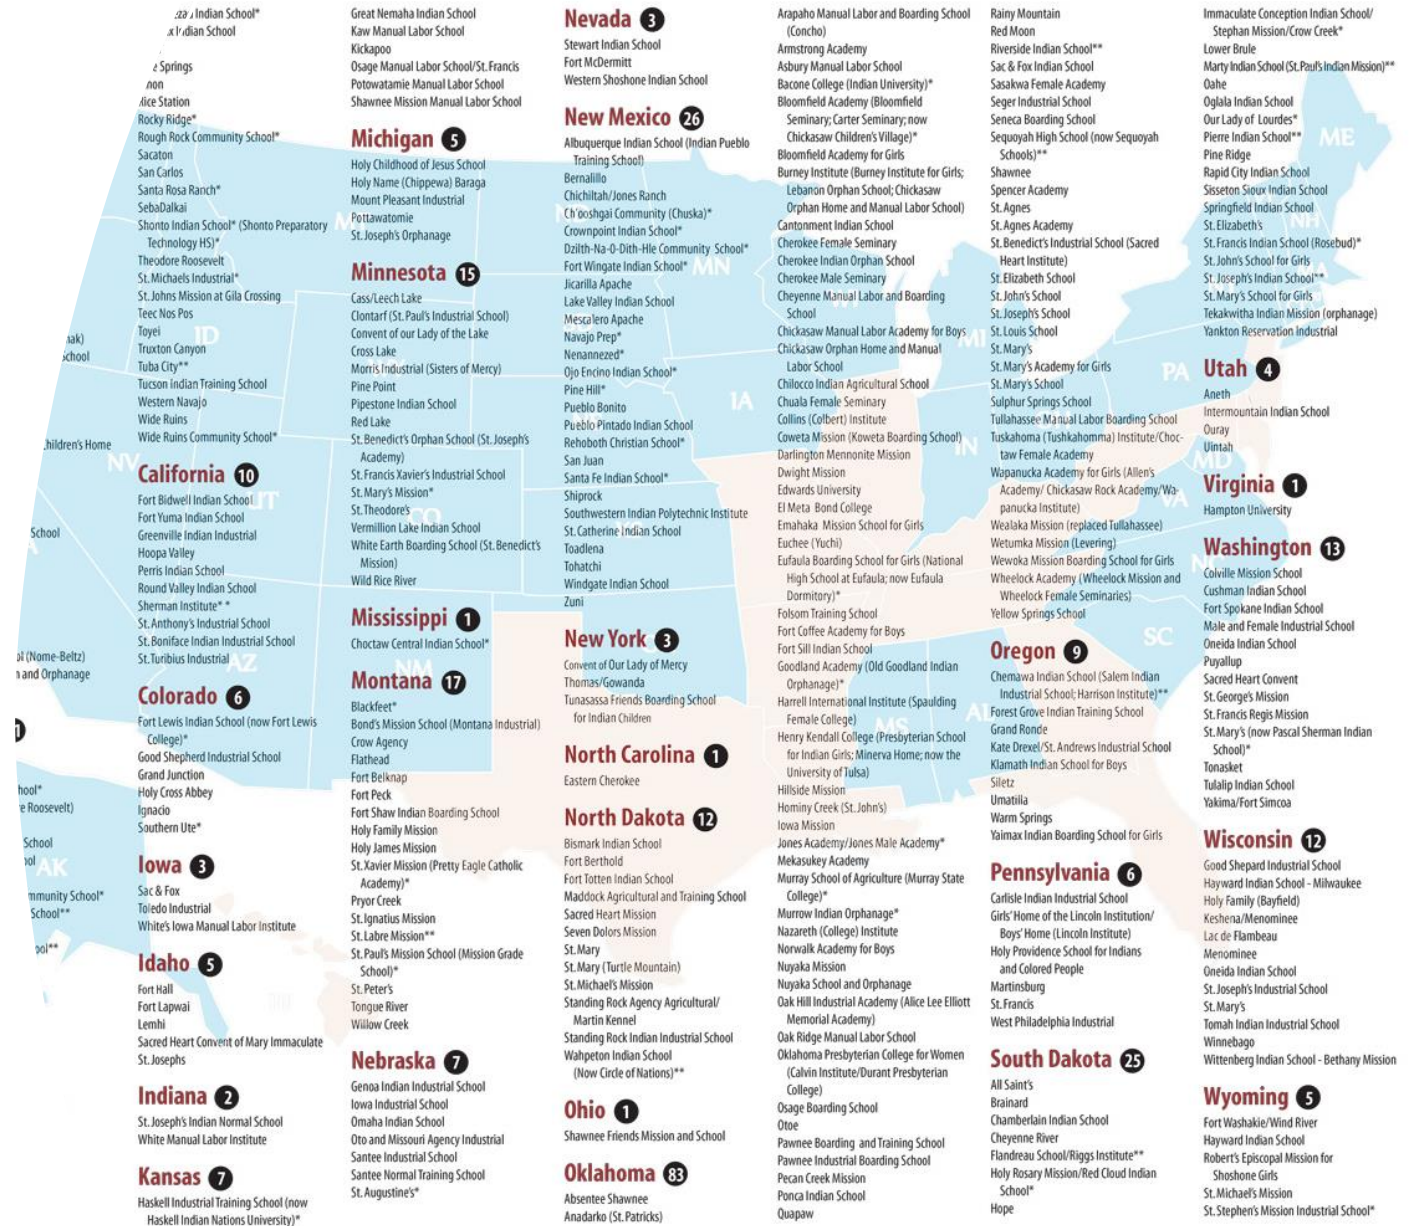 Indian School*
Indian School
Springs
Station
Rocky Ridge*
Rough Rock Community School*
Sacaton
San Carlos
Santa Rosa Ranch*
SebaDalkai
Shonto Indian School* (Shonto Preparatory
Technology HS)*
Theodore Roosevelt
St. Michaels Industrial*
St. Johns Mission at Gila Crossing
Teec Nos Pos
Toyei
Truxton Canyon
Tuba City**
Tucson Indian Training School
Western Navajo
Wide Ruins
Wide Ruins Community School*
California 10
Fort Bidwell Indian School
Fort Yuma Indian School
Greenville Indian Industrial
Hoopa Valley
Perris Indian School
Round Valley Indian School
Sherman Institute* *
St. Anthony's Industrial School
St. Boniface Indian Industrial School
St. Turibius Industrial
Colorado 6
Fort Lewis Indian School (now Fort Lewis
College)*
Good Shepherd Industrial School
Grand Junction
Holy Cross Abbey
Ignacio
Southern Ute*
Iowa 3
Sac & Fox
Toledo Industrial
White's Iowa Manual Labor Institute
Idaho 5
Fort Hall
Fort Lapwai
Lemhi
Sacred Heart Convent of Mary Immaculate
St. Josephs
Indiana 2
St. Joseph's Indian Normal School
White Manual Labor Institute
Kansas 7
Haskell Industrial Training School (now
Haskell Indian Nations University)*
School
Children's Home
School
(Nome-Beltz)
and Orphanage
Roosevelt)
School
School*
School**
Great Nemaha Indian School
Kaw Manual Labor School
Kickapoo
Osage Manual Labor School/St. Francis
Potowatamie Manual Labor School
Shawnee Mission Manual Labor School
Michigan 5
Holy Childhood of Jesus School
Holy Name (Chippewa) Baraga
Mount Pleasant Industrial
Pottawatomie
St. Joseph's Orphanage
Minnesota 15
Cass/Leech Lake
Clontarf (St. Paul's Industrial School)
Convent of our Lady of the Lake
Cross Lake
Morris Industrial (Sisters of Mercy)
Pine Point
Pipestone Indian School
Red Lake
St. Benedict's Orphan School (St. Joseph's
Academy)
St. Francis Xavier's Industrial School
St. Mary's Mission*
St. Theodore's
Vermillion Lake Indian School
White Earth Boarding School (St. Benedict's
Mission)
Wild Rice River
Mississippi 1
Choctaw Central Indian School*
Montana 17
Blackfeet*
Bond's Mission School (Montana Industrial)
Crow Agency
Flathead
Fort Belknap
Fort Peck
Fort Shaw Indian Boarding School
Holy Family Mission
Holy James Mission
St. Xavier Mission (Pretty Eagle Catholic
Academy)*
Pryor Creek
St. Ignatius Mission
St. Labre Mission**
St. Paul's Mission School (Mission Grade
School)*
St. Peter's
Tongue River
Willow Creek
Nebraska 7
Genoa Indian Industrial School
Iowa Industrial School
Omaha Indian School
Oto and Missouri Agency Industrial
Santee Industrial School
Santee Normal Training School
St. Augustine's*
Nevada 3
Stewart Indian School
Fort McDermitt
Western Shoshone Indian School
New Mexico 26
Albuquerque Indian School (Indian Pueblo
Training School)
Bernalillo
Chichiltah/Jones Ranch
Ch'ooshgai Community (Chuska)*
Crownpoint Indian School*
Dzilth-Na-O-Dith-Hle Community School*
Fort Wingate Indian School*
Jicarilla Apache
Lake Valley Indian School
Mescalero Apache
Navajo Prep*
Nenannezed*
Ojo Encino Indian School*
Pine Hill*
Pueblo Bonito
Pueblo Pintado Indian School
Rehoboth Christian School*
San Juan
Santa Fe Indian School*
Shiprock
Southwestern Indian Polytechnic Institute
St. Catherine Indian School
Toadlena
Tohatchi
Windgate Indian School
Zuni
New York 3
Convent of Our Lady of Mercy
Thomas/Gowanda
Tunasassa Friends Boarding School
for Indian Children
North Carolina 1
Eastern Cherokee
North Dakota 12
Bismark Indian School
Fort Berthold
Fort Totten Indian School
Maddock Agricultural and Training School
Sacred Heart Mission
Seven Dolors Mission
St. Mary
St. Mary (Turtle Mountain)
St. Michael's Mission
Standing Rock Agency Agricultural/
Martin Kennel
Standing Rock Indian Industrial School
Wahpeton Indian School
(Now Circle of Nations)**
Ohio 1
Shawnee Friends Mission and School
Oklahoma 83
Absentee Shawnee
Anadarko (St. Patricks)
Arapaho Manual Labor and Boarding School
(Concho)
Armstrong Academy
Asbury Manual Labor School
Bacone College (Indian University)*
Bloomfield Academy (Bloomfield
Seminary; Carter Seminary; now
Chickasaw Children's Village)*
Bloomfield Academy for Girls
Burney Institute (Burney Institute for Girls;
Lebanon Orphan School; Chickasaw
Orphan Home and Manual Labor School)
Cantonment Indian School
Cherokee Female Seminary
Cherokee Indian Orphan School
Cherokee Male Seminary
Cheyenne Manual Labor and Boarding
School
Chickasaw Manual Labor Academy for Boys
Chickasaw Orphan Home and Manual
Labor School
Chilocco Indian Agricultural School
Chuala Female Seminary
Collins (Colbert) Institute
Coweta Mission (Koweta Boarding School)
Darlington Mennonite Mission
Dwight Mission
Edwards University
El Meta Bond College
Emahaka Mission School for Girls
Euchee (Yuchi)
Eufaula Boarding School for Girls (National
High School at Eufaula; now Eufaula
Dormitory)*
Folsom Training School
Fort Coffee Academy for Boys
Fort Sill Indian School
Goodland Academy (Old Goodland Indian
Orphanage)*
Harrell International Institute (Spaulding
Female College)
Henry Kendall College (Presbyterian School
for Indian Girls; Minerva Home; now the
University of Tulsa)
Hillside Mission
Hominy Creek (St. John's)
Iowa Mission
Jones Academy/Jones Male Academy*
Mekasukey Academy
Murray School of Agriculture (Murray State
College)*
Murrow Indian Orphanage*
Nazareth (College) Institute
Norwalk Academy for Boys
Nuyaka Mission
Nuyaka School and Orphanage
Oak Hill Industrial Academy (Alice Lee Elliott
Memorial Academy)
Oak Ridge Manual Labor School
Oklahoma Presbyterian College for Women
(Calvin Institute/Durant Presbyterian
College)
Osage Boarding School
Otoe
Pawnee Boarding and Training School
Pawnee Industrial Boarding School
Pecan Creek Mission
Ponca Indian School
Quapaw
Rainy Mountain
Red Moon
Riverside Indian School**
Sac & Fox Indian School
Sasakwa Female Academy
Seger Industrial School
Seneca Boarding School
Sequoyah High School (now Sequoyah
Schools)**
Shawnee
Spencer Academy
St. Agnes
St. Agnes Academy
St. Benedict's Industrial School (Sacred
Heart Institute)
St. Elizabeth School
St. John's School
St. Joseph's School
St. Louis School
St. Mary's
St. Mary's Academy for Girls
St. Mary's School
Sulphur Springs School
Tullahassee Manual Labor Boarding School
Tuskahoma (Tushkahomma) Institute/Choc-
taw Female Academy
Wapanucka Academy for Girls (Allen's
Academy/ Chickasaw Rock Academy/Wa-
panucka Institute)
Wealaka Mission (replaced Tullahassee)
Wetumka Mission (Levering)
Wewoka Mission Boarding School for Girls
Wheelock Academy (Wheelock Mission and
Wheelock Female Seminaries)
Yellow Springs School
Oregon 9
Chemawa Indian School (Salem Indian
Industrial School; Harrison Institute)**
Forest Grove Indian Training School
Grand Ronde
Kate Drexel/St. Andrews Industrial School
Klamath Indian School for Boys
Siletz
Umatilla
Warm Springs
Yaimax Indian Boarding School for Girls
Pennsylvania 6
Carlisle Indian Industrial School
Girls' Home of the Lincoln Institution/
Boys' Home (Lincoln Institute)
Holy Providence School for Indians
and Colored People
Martinsburg
St. Francis
West Philadelphia Industrial
South Dakota 25
All Saint's
Brainard
Chamberlain Indian School
Cheyenne River
Flandreau School/Riggs Institute**
Holy Rosary Mission/Red Cloud Indian
School*
Hope
Immaculate Conception Indian School/
Stephan Mission/Crow Creek*
Lower Brule
Marty Indian School (St. Paul's Indian Mission)**
Oahe
Oglala Indian School
Our Lady of Lourdes*
Pierre Indian School**
Pine Ridge
Rapid City Indian School
Sisseton Sioux Indian School
Springfield Indian School
St. Elizabeth's
St. Francis Indian School (Rosebud)*
St. John's School for Girls
St. Joseph's Indian School**
St. Mary's School for Girls
Tekakwitha Indian Mission (orphanage)
Yankton Reservation Industrial
Utah 4
Aneth
Intermountain Indian School
Ouray
Uintah
Virginia 1
Hampton University
Washington 13
Colville Mission School
Cushman Indian School
Fort Spokane Indian School
Male and Female Industrial School
Oneida Indian School
Puyallup
Sacred Heart Convent
St. George's Mission
St. Francis Regis Mission
St. Mary's (now Pascal Sherman Indian
School)*
Tonasket
Tulalip Indian School
Yakima/Fort Simcoa
Wisconsin 12
Good Shepard Industrial School
Hayward Indian School - Milwaukee
Holy Family (Bayfield)
Keshena/Menominee
Lac de Flambeau
Menominee
Oneida Indian School
St. Joseph's Industrial School
St. Mary's
Tomah Indian Industrial School
Winnebago
Wittenberg Indian School - Bethany Mission
Wyoming 5
Fort Washakie/Wind River
Hayward Indian School
Robert's Episcopal Mission for
Shoshone Girls
St. Michael's Mission
St. Stephen's Mission Industrial School*
ME
NH
ID
MN
MI
PA
IA
OH
IN
NV
UT
CO
MD
VA
NC
SC
AZ
NM
MS
AL
AK